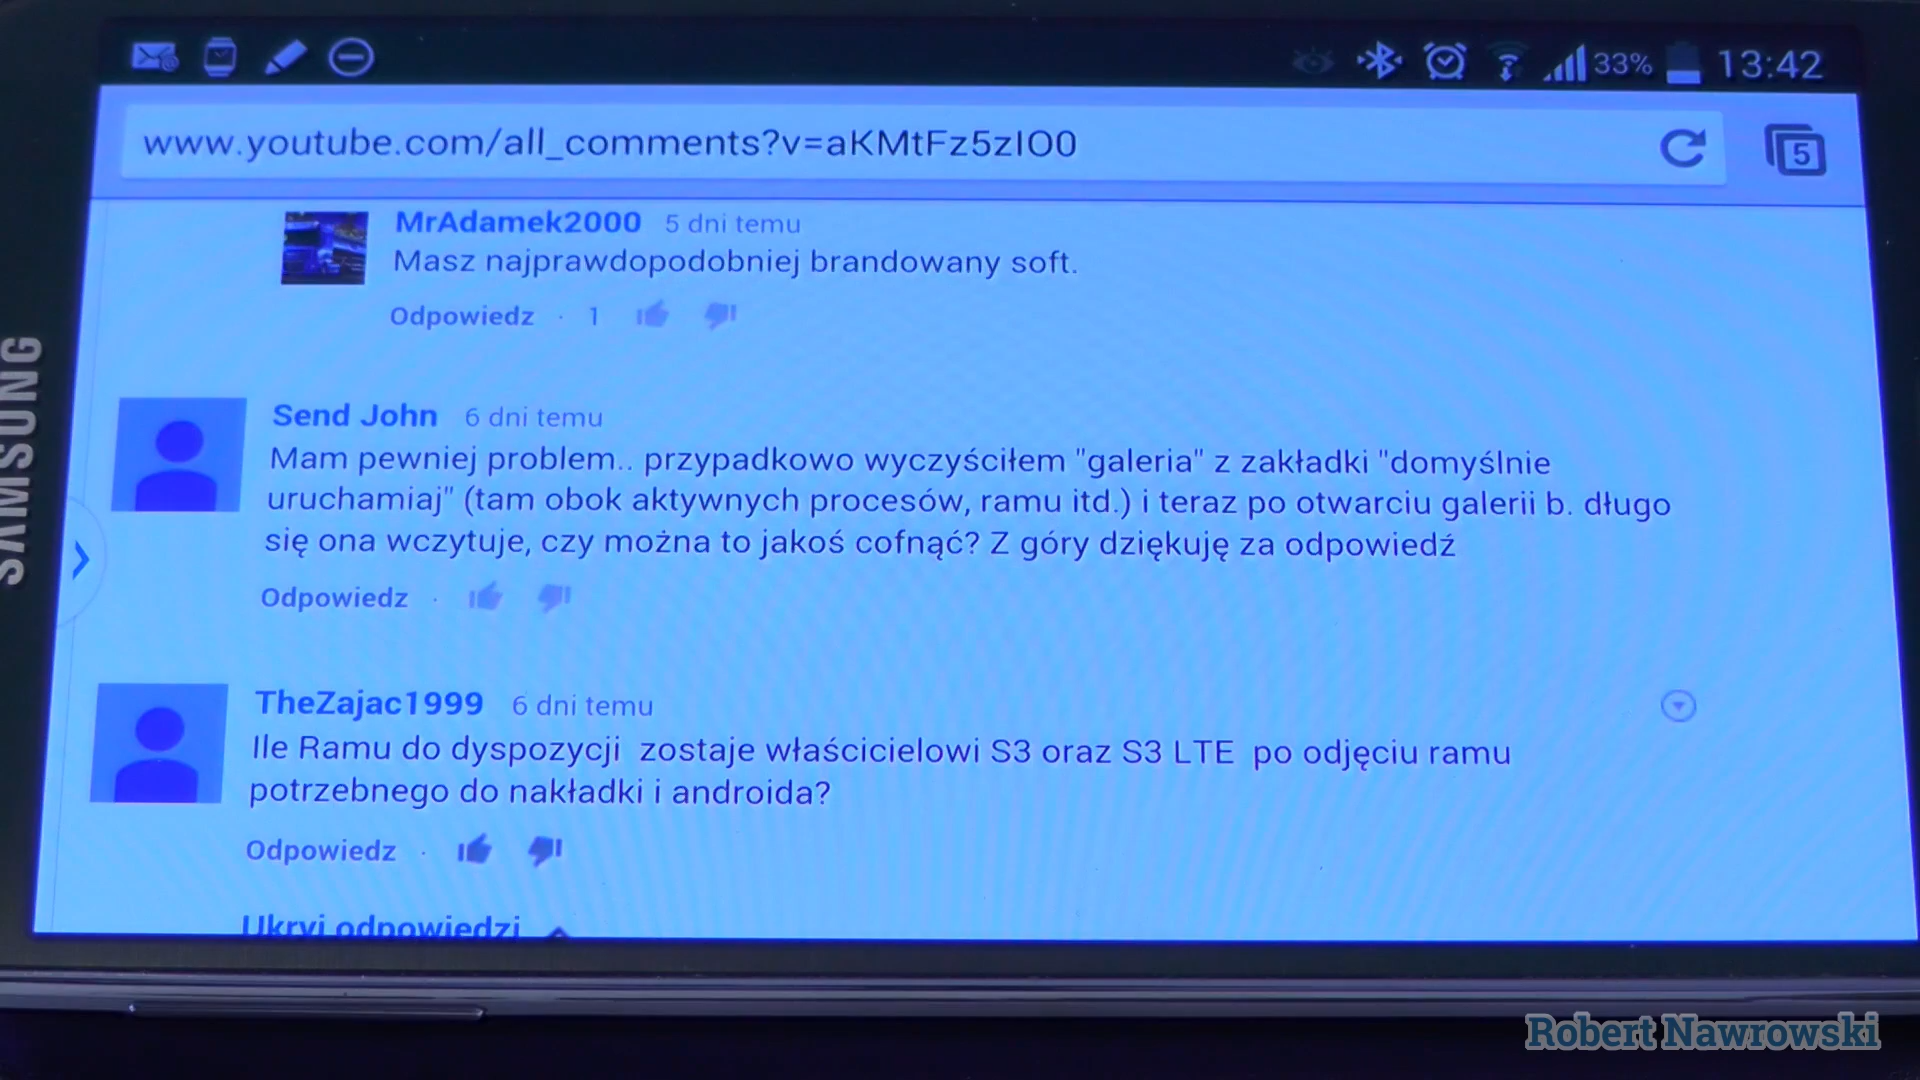 33% 13:42
www.youtube.com/all_comments?v=aKMtFz5zIO0
5
MrAdamek2000 5 dni temu
Masz najprawdopodobniej brandowany soft.
Odpowiedz · 1
SAMSUNG
Send John 6 dni temu
Mam pewniej problem.. przypadkowo wyczyściłem "galeria" z zakładki "domyślnie
uruchamiaj" (tam obok aktywnych procesów, ramu itd.) i teraz po otwarciu galerii b. długo
się ona wczytuje, czy można to jakoś cofnąć? Z góry dziękuję za odpowiedź
Odpowiedz ·
TheZajac1999 6 dni temu
Ile Ramu do dyspozycji zostaje właścicielowi S3 oraz S3 LTE po odjęciu ramu
potrzebnego do nakładki i androida?
Odpowiedz ·
Ukryj odpowiedzi
Robert Nawrowski